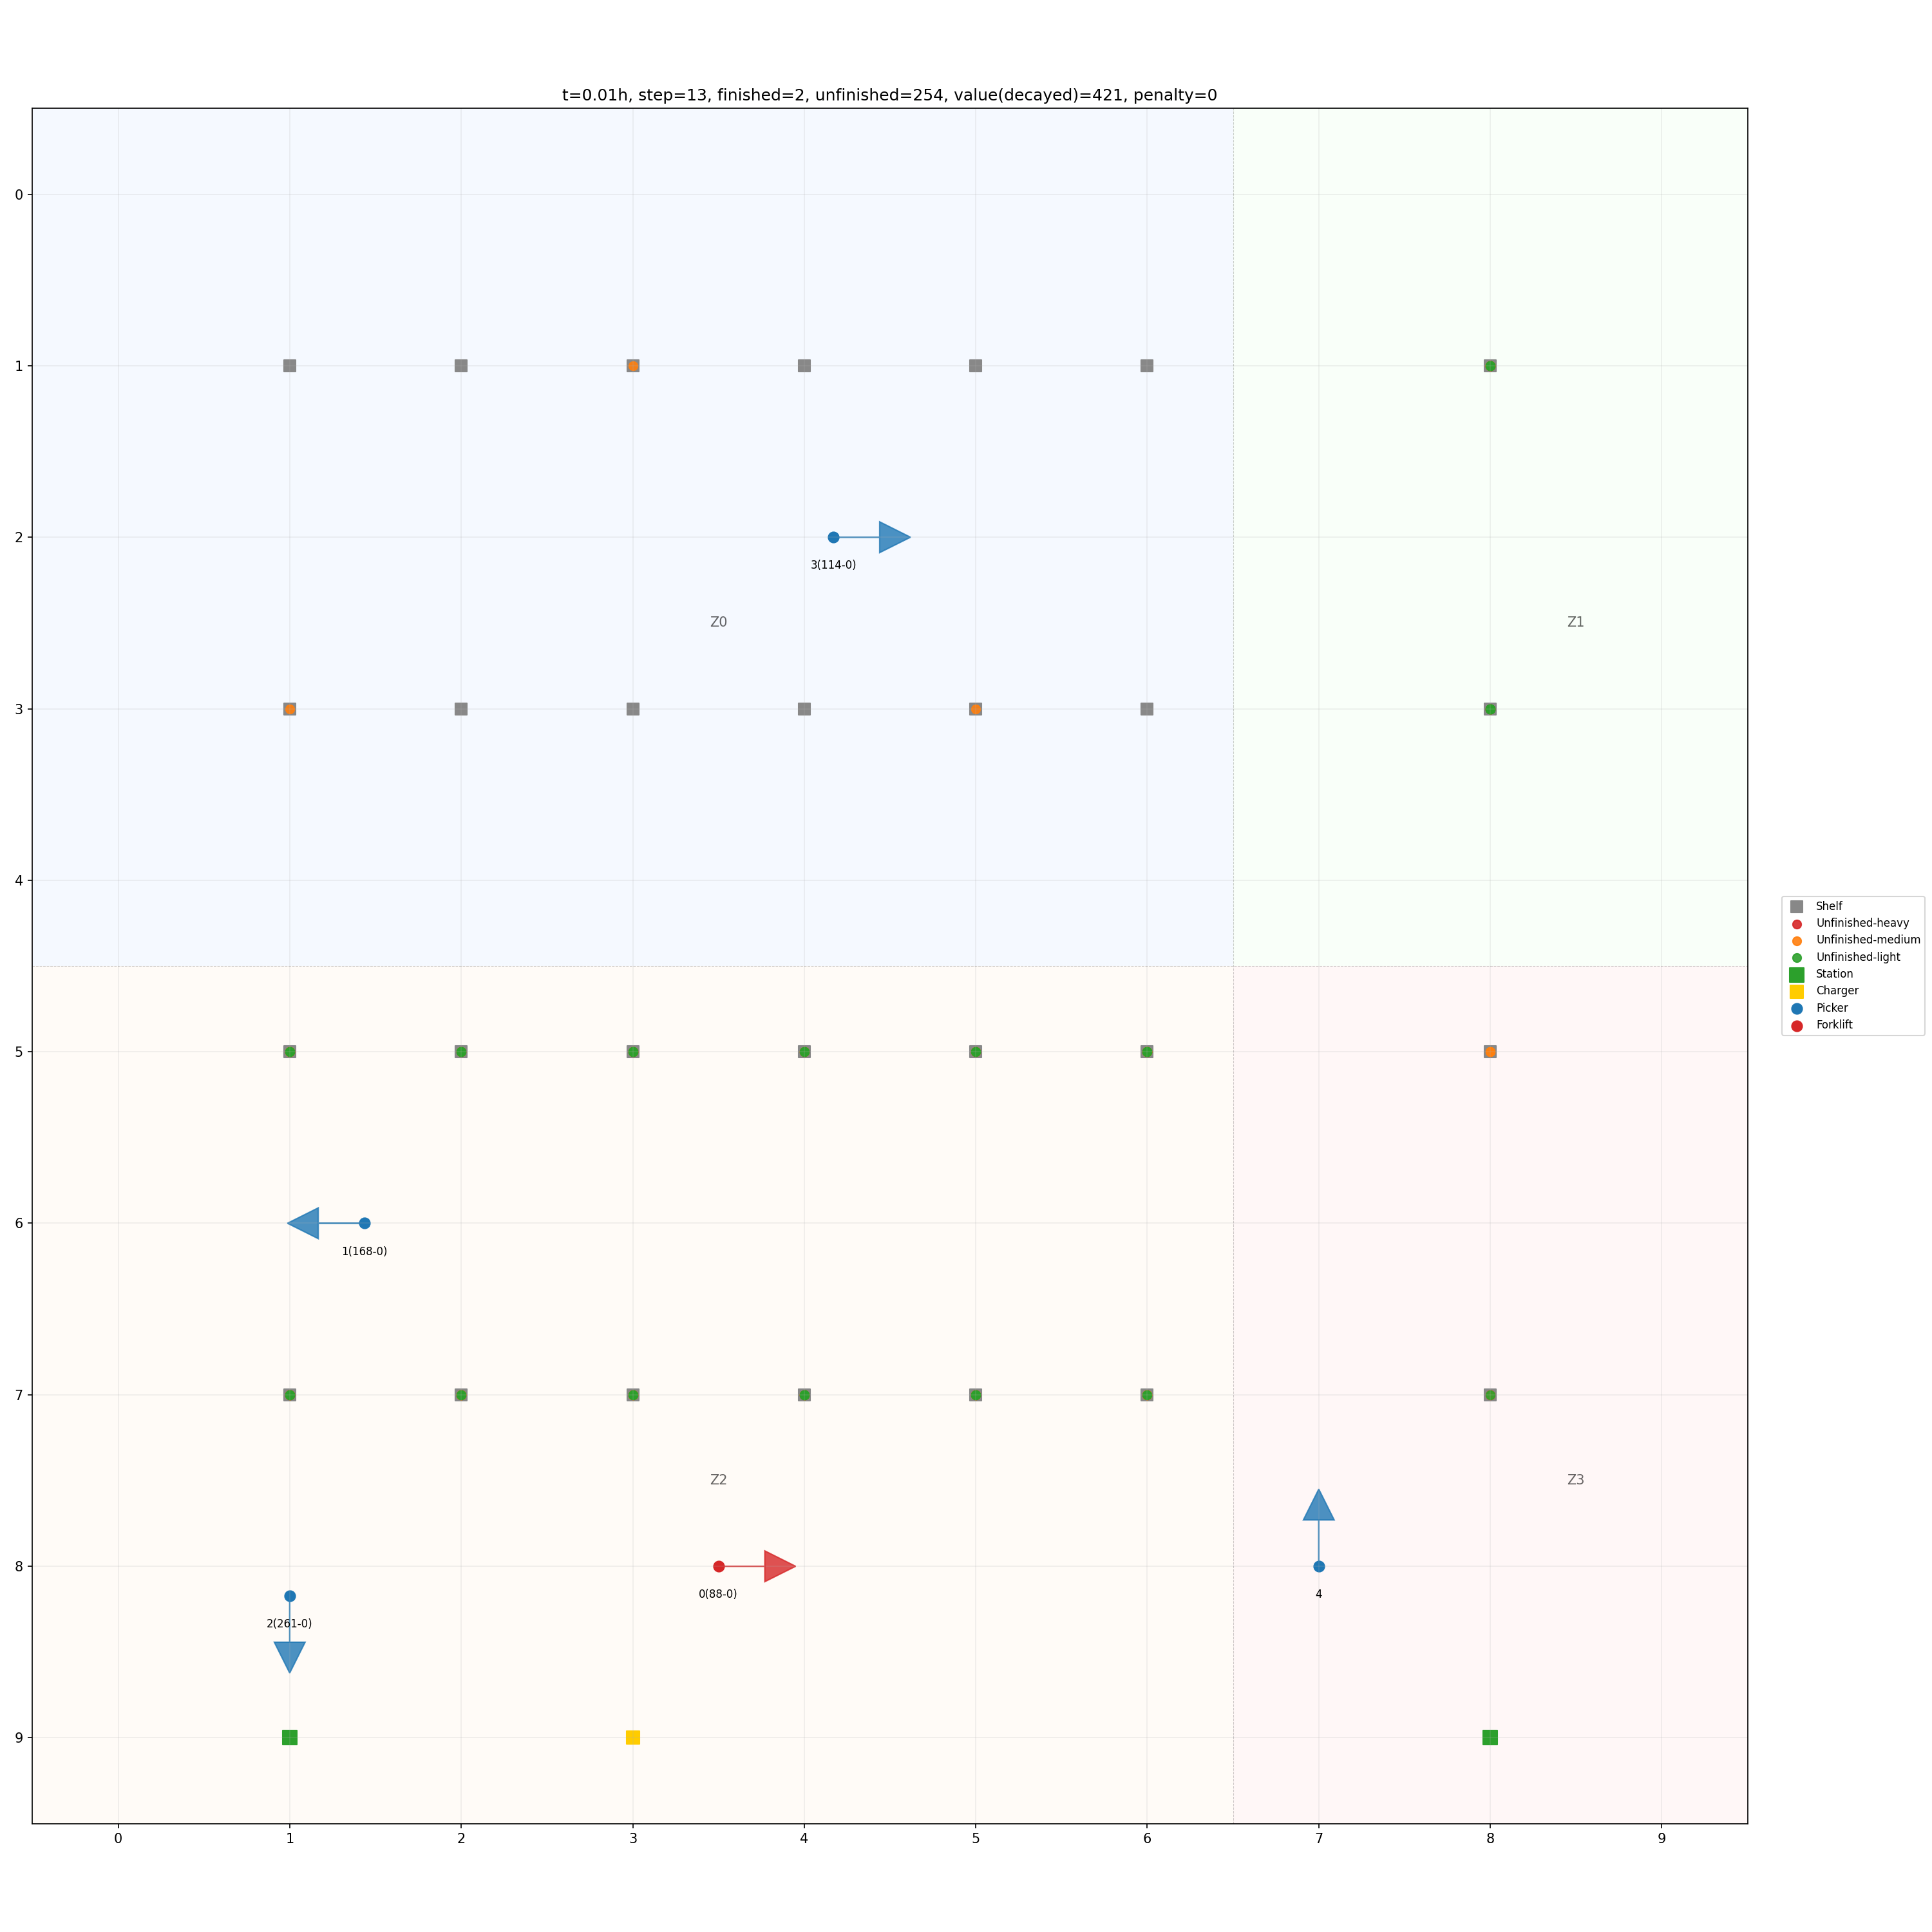 t=0.01h, step=13, finished=2, unfinished=254, value(decayed)=421, penalty=0
0
1
2
3(114-0)
Z0
Z1
3
4
Shelf
Unfinished-heavy
Unfinished-medium
Unfinished-light
Station
Charger
Picker
Forklift
5
6
1(168-0)
7
Z2
Z3
8
0(88-0)
4
2(261-0)
9
0 1 2 3 4 5 6 7 8 9